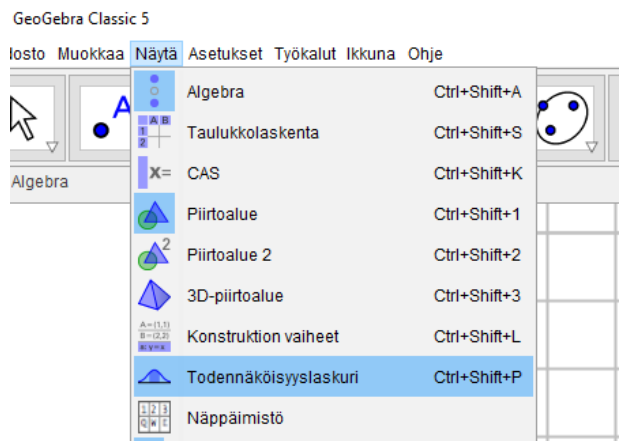 GeoGebra Classic 5
dosto Muokkaa Näytä Asetukset Työkalut Ikkuna Ohje
Algebra Ctrl+Shift+A
Taulukkolaskenta Ctrl+Shift+S
CAS Ctrl+Shift+K
Algebra
Piirtoalue Ctrl+Shift+1
Piirtoalue 2 Ctrl+Shift+2
3D-piirtoalue Ctrl+Shift+3
Konstruktion vaiheet Ctrl+Shift+L
Todennäköisyyslaskuri Ctrl+Shift+P
Näppäimistö